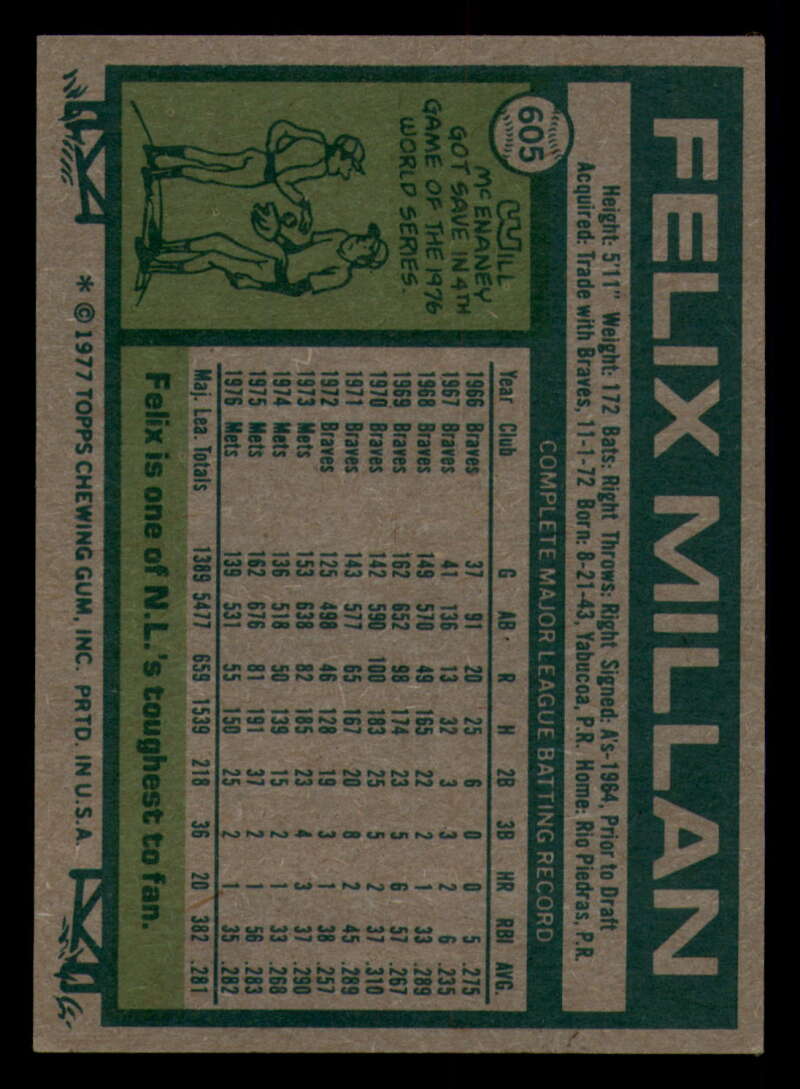 FELIX MILLAN
605
Height: 5'11" Weight: 172 Bats: Right Throws: Right Signed: A's-1964, Prior to Draft
Acquired: Trade with Braves, 11-1-72 Born: 8-21-43, Yabucoa, P.R. Home: Rio Piedras, P.R.
WILL
McENANEY
GOT SAVE IN 4TH
GAME OF THE 1976
WORLD SERIES.
COMPLETE MAJOR LEAGUE BATTING RECORD
Year Club G AB R H 2B 3B HR RBI AVG.
1966 Braves 37 91 20 25 6 0 0 5 .275
1967 Braves 41 136 13 32 3 3 2 6 .235
1968 Braves 149 570 49 165 22 2 1 33 .289
1969 Braves 162 652 98 174 23 5 6 57 .267
1970 Braves 142 590 100 183 25 5 2 37 .310
1971 Braves 143 577 65 167 20 8 2 45 .289
1972 Braves 125 498 46 128 19 3 1 38 .257
1973 Mets 153 638 82 185 23 4 3 37 .290
1974 Mets 136 518 50 139 15 2 1 33 .268
1975 Mets 162 676 81 191 37 2 1 56 .283
1976 Mets 139 531 55 150 25 2 1 35 .282
Maj. Lea. Totals 1389 5477 659 1539 218 36 20 382 .281
Felix is one of N.L.'s toughest to fan.
* © 1977 TOPPS CHEWING GUM, INC. PRTD. IN U.S.A.